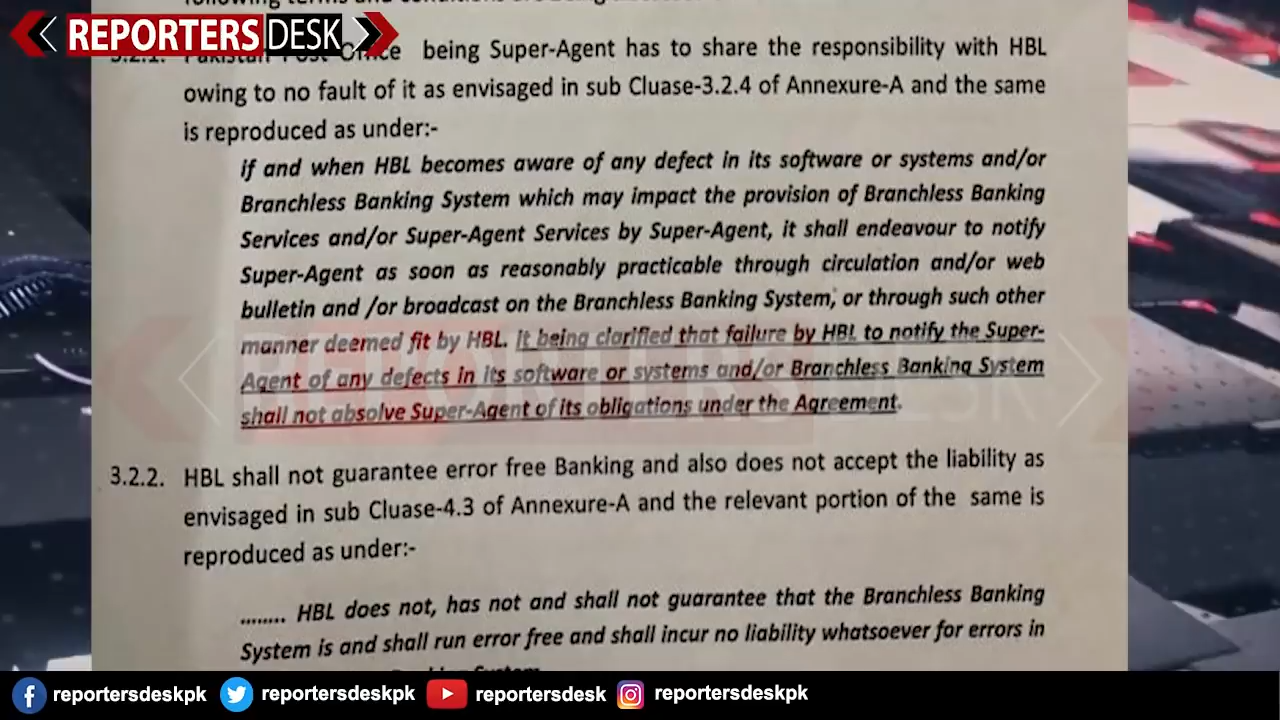 REPORTERS DESK
3.2.1. Pakistan Post Office being Super-Agent has to share the responsibility with HBL
owing to no fault of it as envisaged in sub Cluase-3.2.4 of Annexure-A and the same
is reproduced as under:-
if and when HBL becomes aware of any defect in its software or systems and/or
Branchless Banking System which may impact the provision of Branchless Banking
Services and/or Super-Agent Services by Super-Agent, it shall endeavour to notify
Super-Agent as soon as reasonably practicable through circulation and/or web
bulletin and /or broadcast on the Branchless Banking System, or through such other
manner deemed fit by HBL. it being clarified that failure by HBL to notify the Super-
Agent of any defects in its software or systems and/or Branchless Banking System
shall not absolve Super-Agent of its obligations under the Agreement.
3.2.2. HBL shall not guarantee error free Banking and also does not accept the liability as
envisaged in sub Cluase-4.3 of Annexure-A and the relevant portion of the same is
reproduced as under:-
........ HBL does not, has not and shall not guarantee that the Branchless Banking
System is and shall run error free and shall incur no liability whatsoever for errors in
reportersdeskpk reportersdeskpk reportersdesk reportersdeskpk